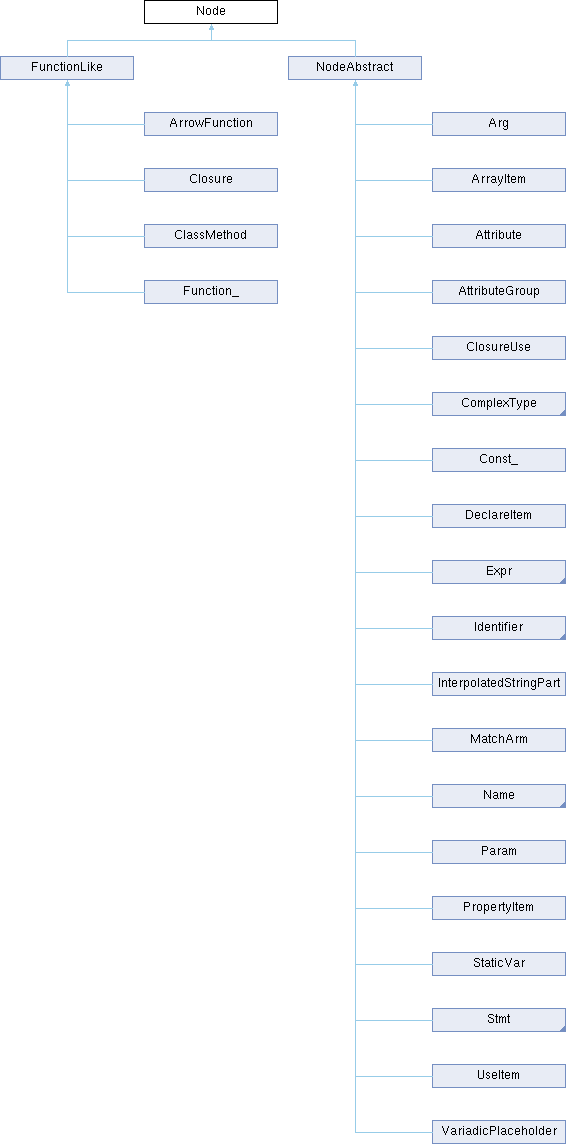 Node
FunctionLike
NodeAbstract
ArrowFunction
Arg
Closure
ArrayItem
ClassMethod
Attribute
Function_
AttributeGroup
ClosureUse
ComplexType
Const_
DeclareItem
Expr
Identifier
InterpolatedStringPart
MatchArm
Name
Param
PropertyItem
StaticVar
Stmt
UseItem
VariadicPlaceholder